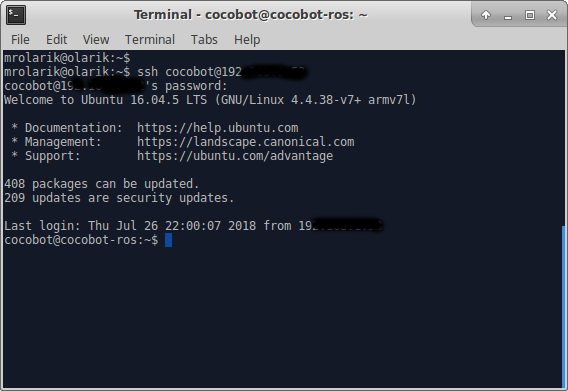 Terminal - cocobot@cocobot-ros: ~
File Edit View Terminal Tabs Help
mrolarik@olarik:~$
mrolarik@olarik:~$ ssh cocobot@192
cocobot@19 's password:
Welcome to Ubuntu 16.04.5 LTS (GNU/Linux 4.4.38-v7+ armv7l)
* Documentation: https://help.ubuntu.com
* Management: https://landscape.canonical.com
* Support: https://ubuntu.com/advantage
408 packages can be updated.
209 updates are security updates.
Last login: Thu Jul 26 22:00:07 2018 from 19
cocobot@cocobot-ros:~$